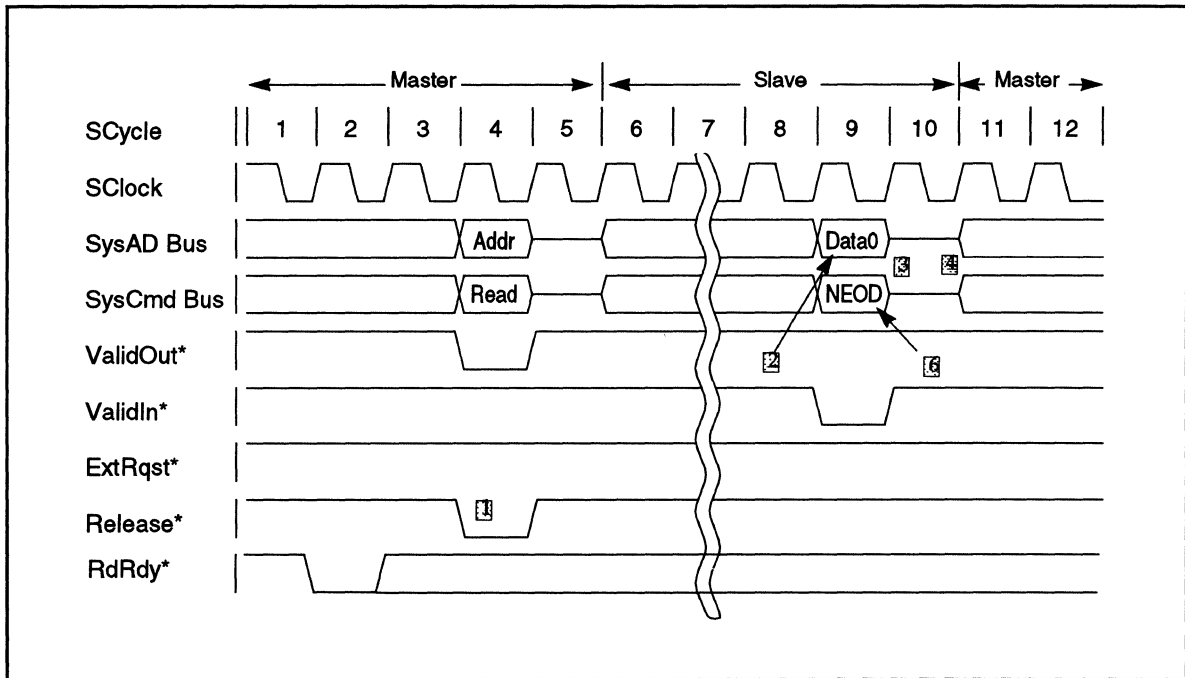 Master Slave Master
SCycle 1 2 3 4 5 6 7 8 9 10 11 12
SClock
SysAD Bus Addr Data0
3 4
SysCmd Bus Read NEOD
ValidOut* 2 6
ValidIn*
ExtRqst*
Release* 1
RdRdy*